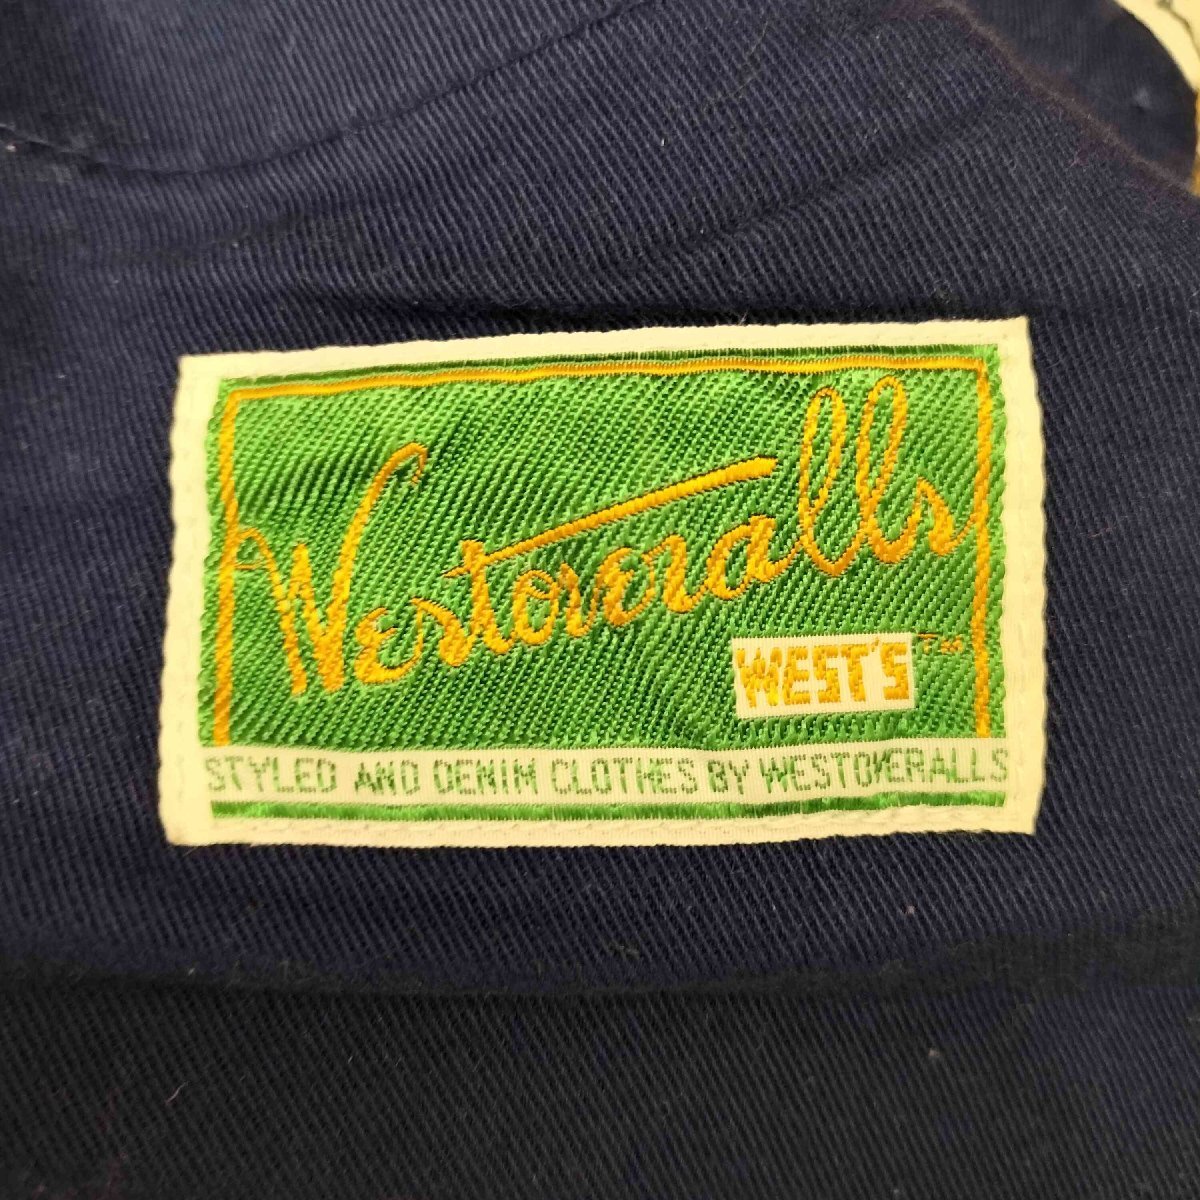 Westoveralls
WEST'S™
STYLED AND DENIM CLOTHES BY WESTOVERALLS